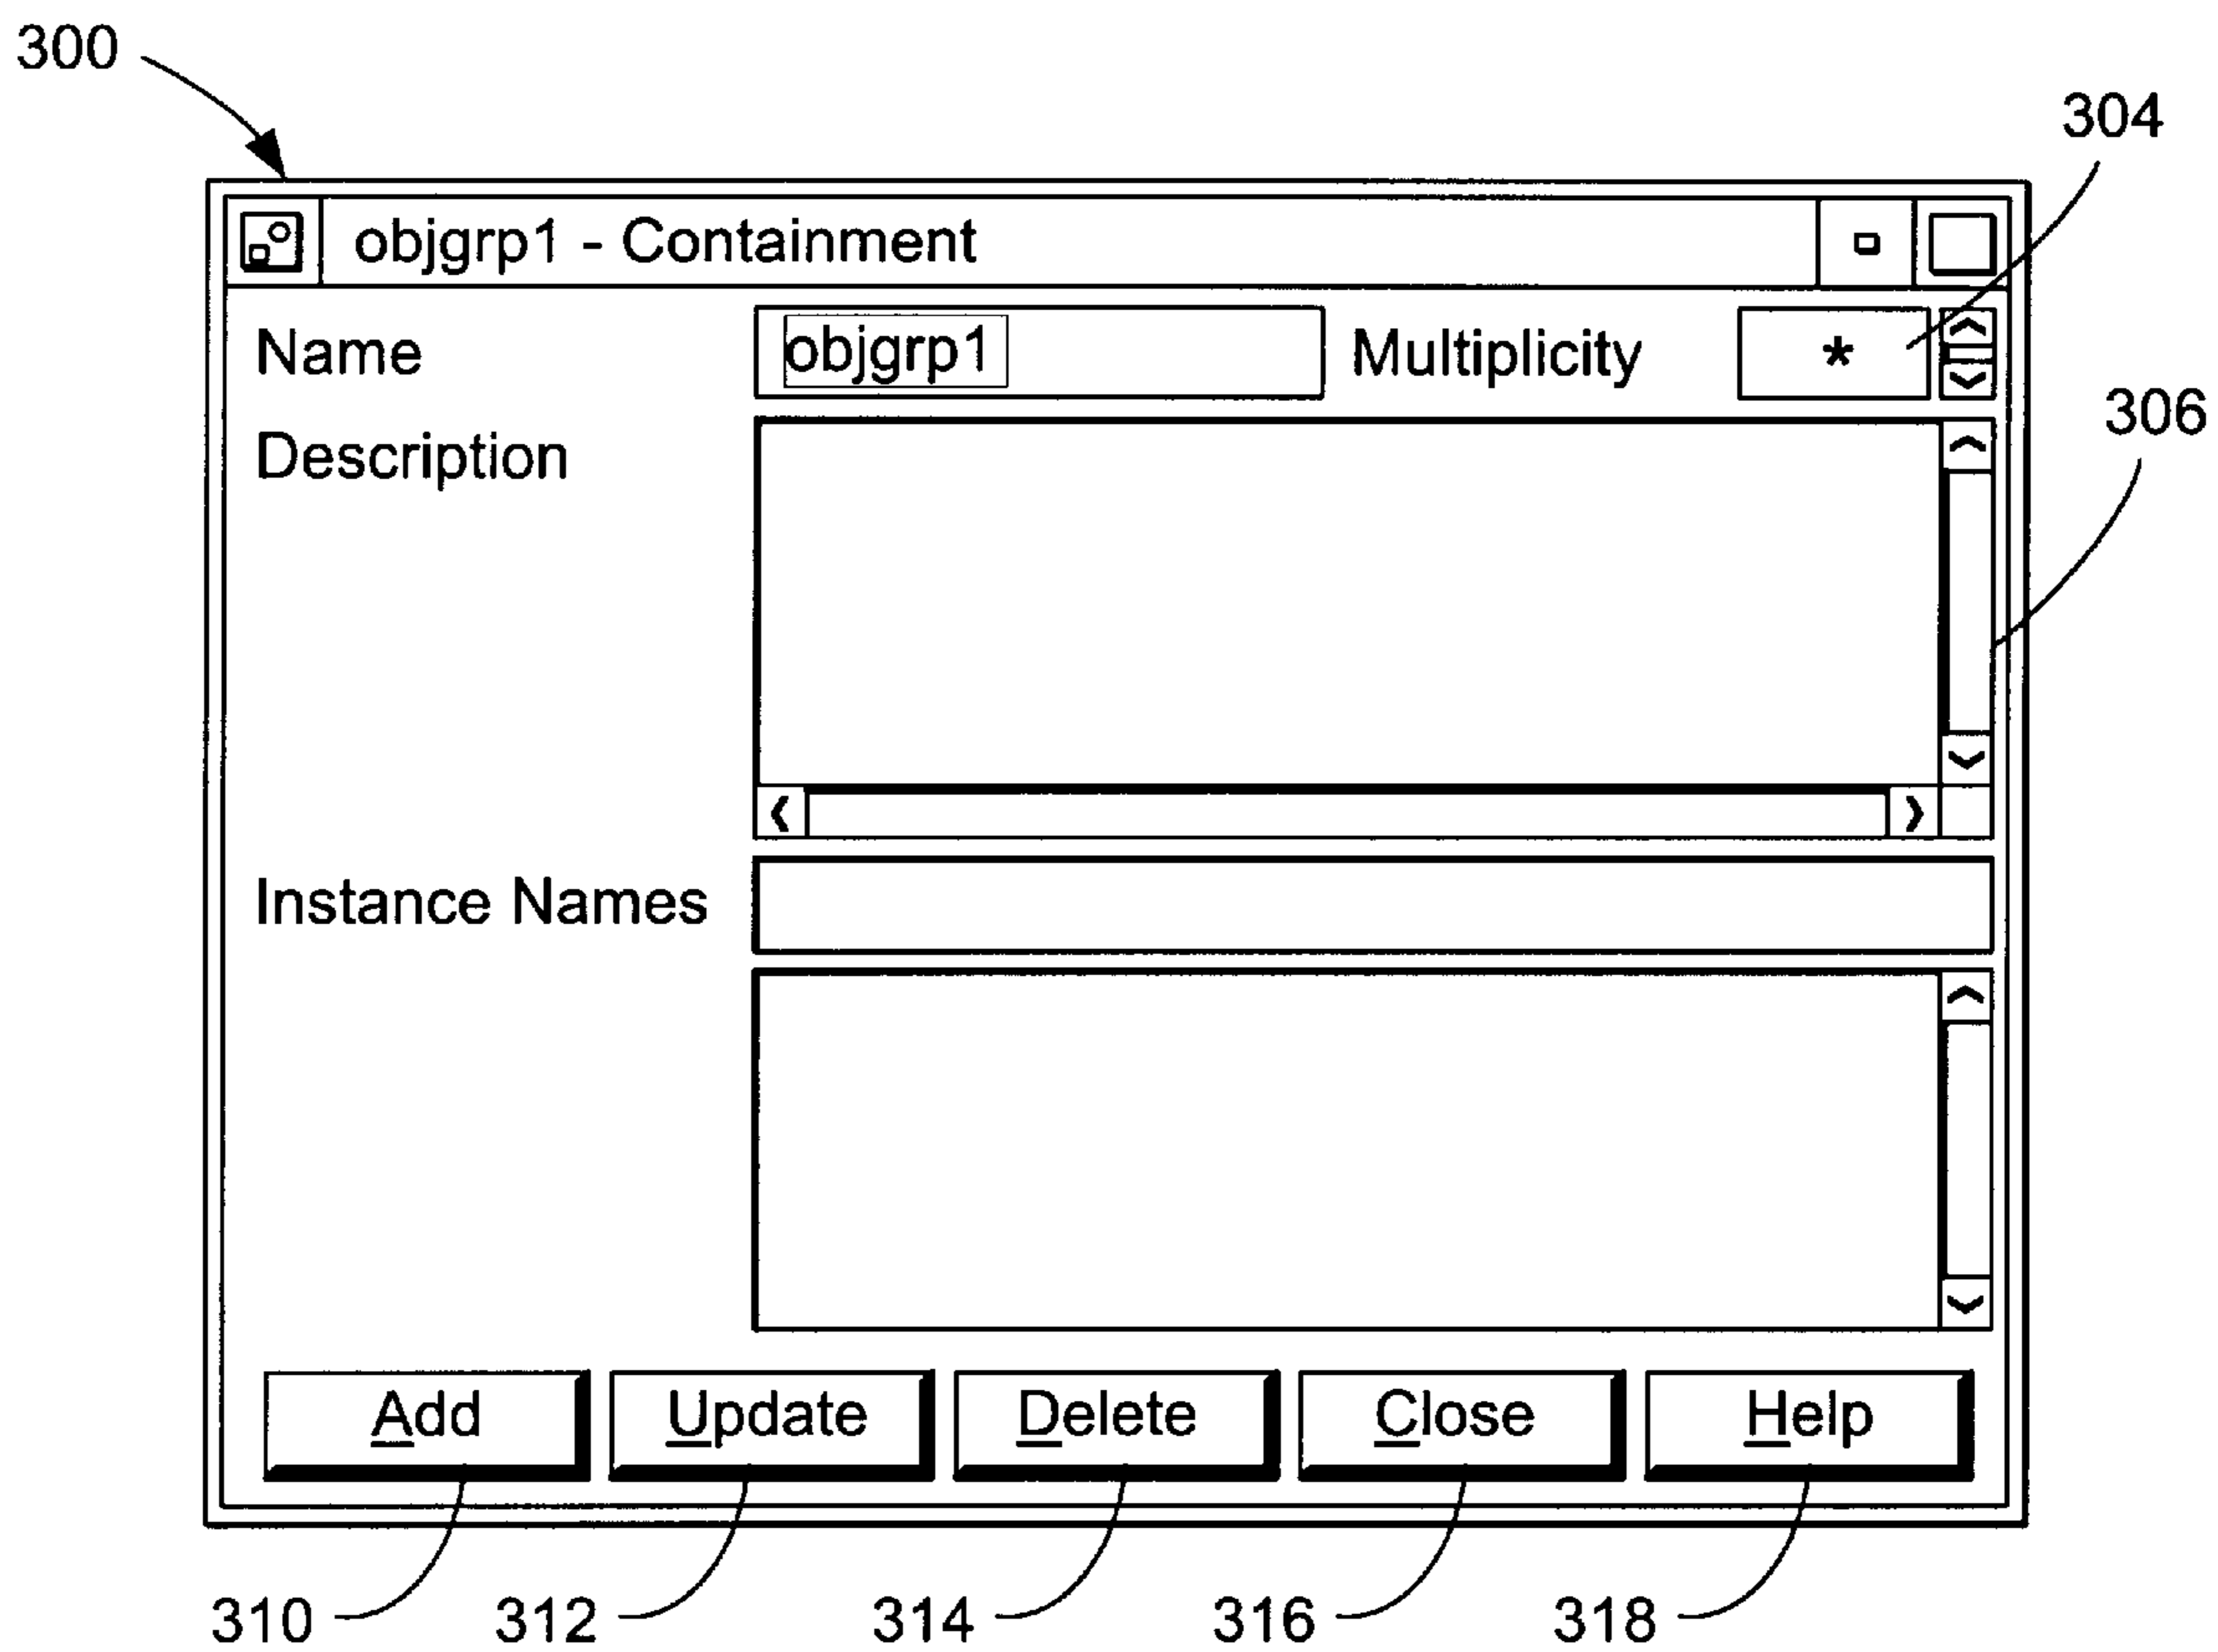 300
304
objgrp1 - Containment
Name objgrp1 Multiplicity *
306
Description
Instance Names
Add Update Delete Close Help
310 312 314 316 318